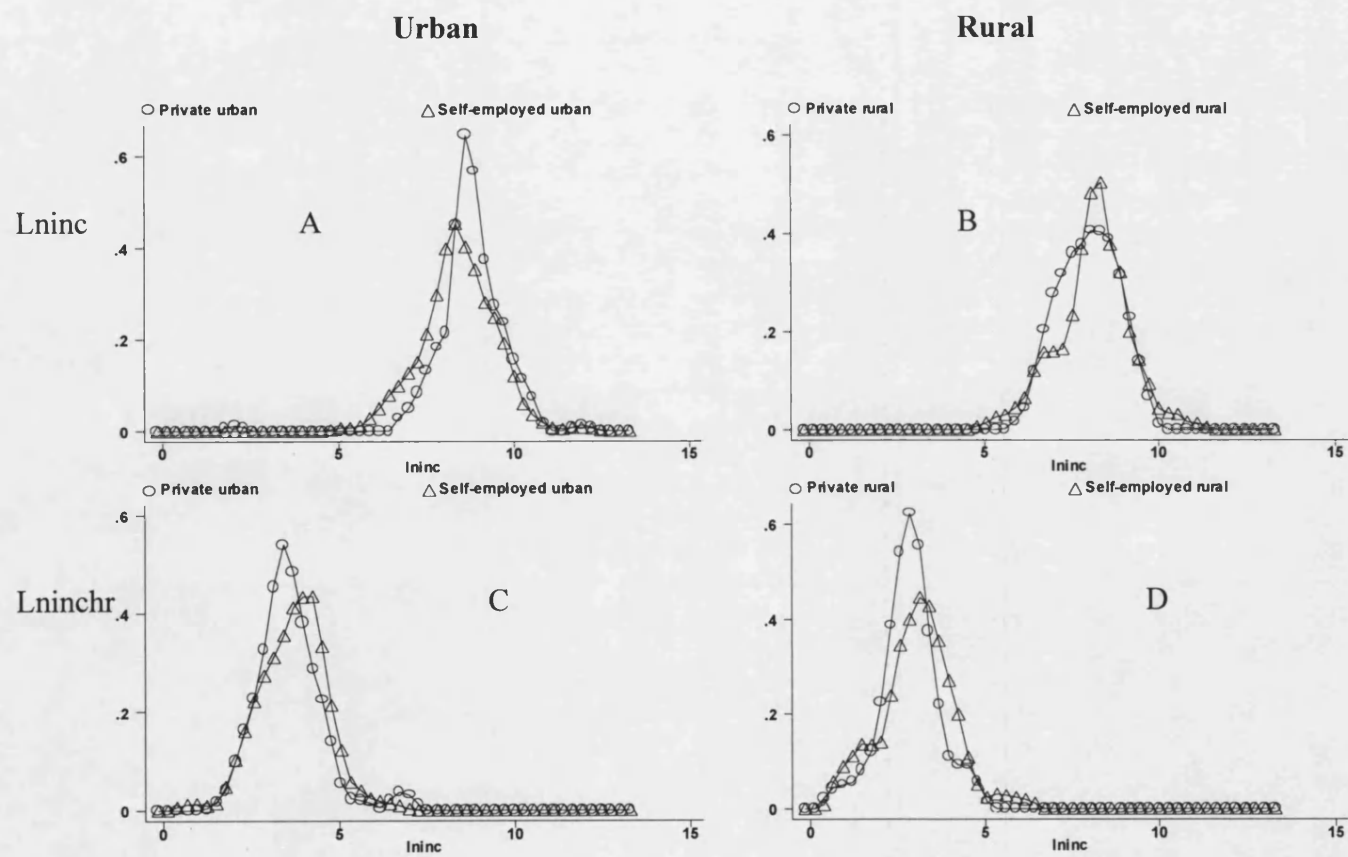 Urban Rural
○ Private urban △ Self-employed urban ○ Private rural △ Self-employed rural
.6 .6
Lninc A B
.4 .4
.2 .2
0 0
0 5 10 15 0 5 10 15
lninc lninc
○ Private urban △ Self-employed urban ○ Private rural △ Self-employed rural
.6 .6
Lninchr C D
.4 .4
.2 .2
0 0
0 5 10 15 0 5 10 15
lninc lninc